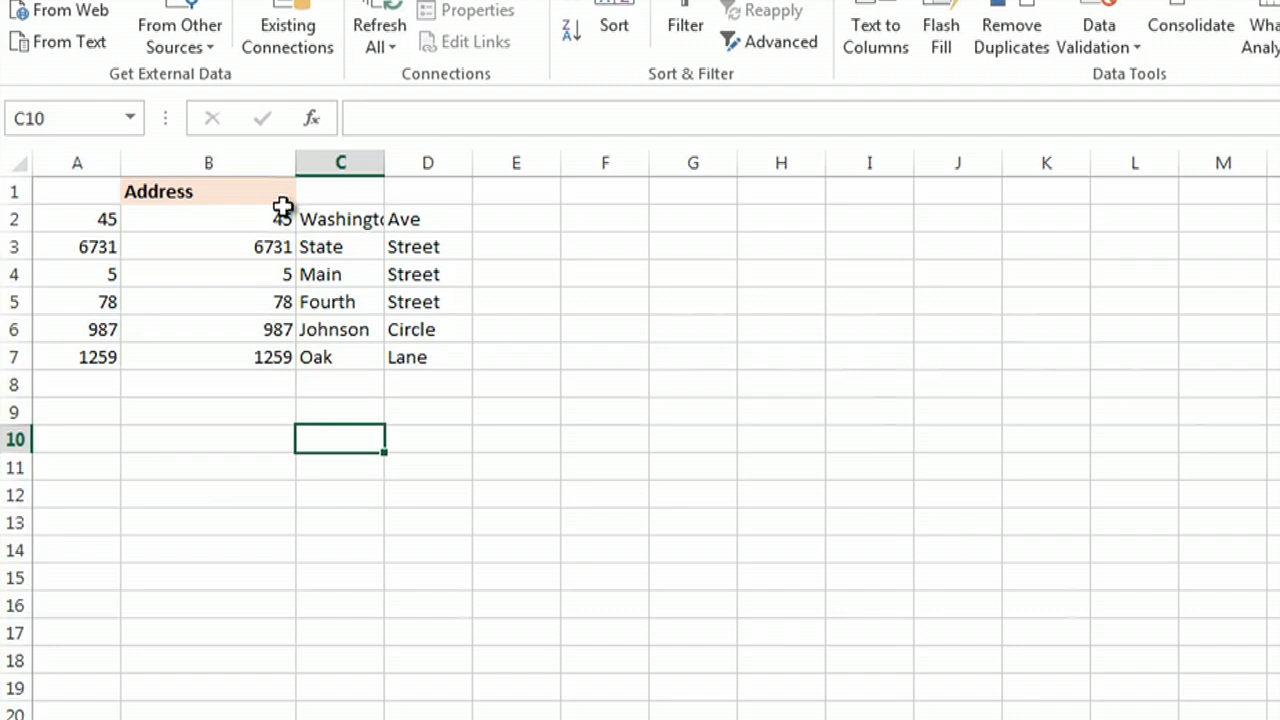 From Web
From Text
From Other
Sources
Get External Data
Existing
Connections
Refresh
All
Properties
Edit Links
Connections
Sort
Filter
Reapply
Advanced
Sort & Filter
Text to
Columns
Flash
Fill
Remove
Duplicates
Data
Validation
Consolidate
Data Tools
C10
fx
A B C D E F G H I J K L M
1 Address
2 45 45 Washingto Ave
3 6731 6731 State Street
4 5 5 Main Street
5 78 78 Fourth Street
6 987 987 Johnson Circle
7 1259 1259 Oak Lane
8
9
10
11
12
13
14
15
16
17
18
19
20